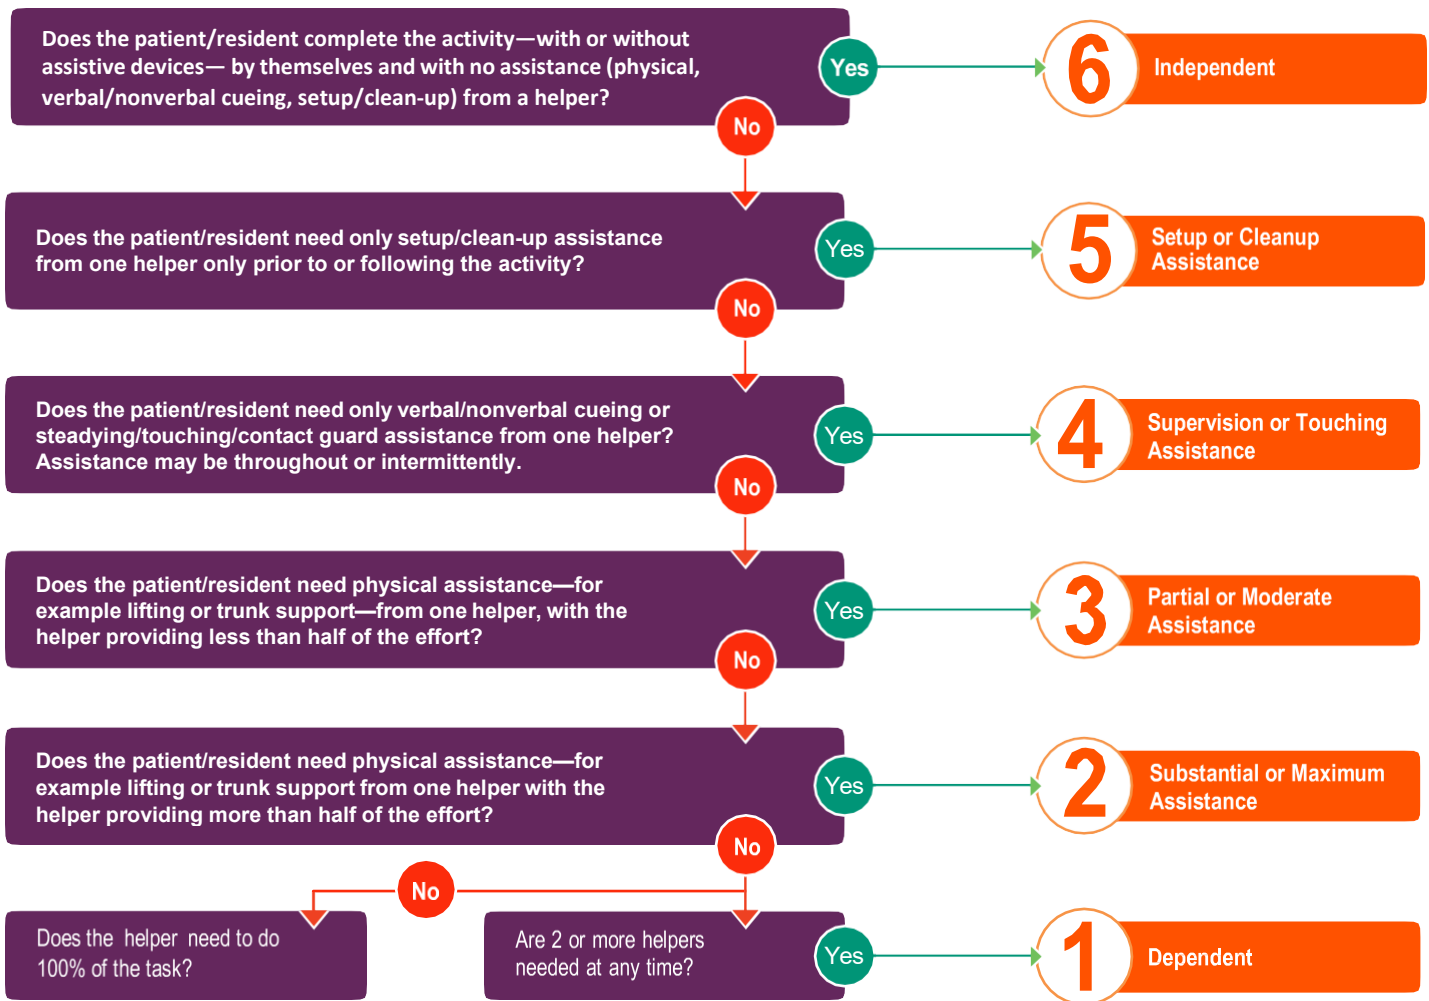 Does the patient/resident complete the activity—with or without
assistive devices— by themselves and with no assistance (physical,
verbal/nonverbal cueing, setup/clean-up) from a helper?
Yes
6
Independent
No
Does the patient/resident need only setup/clean-up assistance
from one helper only prior to or following the activity?
Yes
5
Setup or Cleanup
Assistance
No
Does the patient/resident need only verbal/nonverbal cueing or
steadying/touching/contact guard assistance from one helper?
Assistance may be throughout or intermittently.
Yes
4
Supervision or Touching
Assistance
No
Does the patient/resident need physical assistance—for
example lifting or trunk support—from one helper, with the
helper providing less than half of the effort?
Yes
3
Partial or Moderate
Assistance
No
Does the patient/resident need physical assistance—for
example lifting or trunk support from one helper with the
helper providing more than half of the effort?
Yes
2
Substantial or Maximum
Assistance
No
No
Does the helper need to do
100% of the task?
Are 2 or more helpers
needed at any time?
Yes
1
Dependent